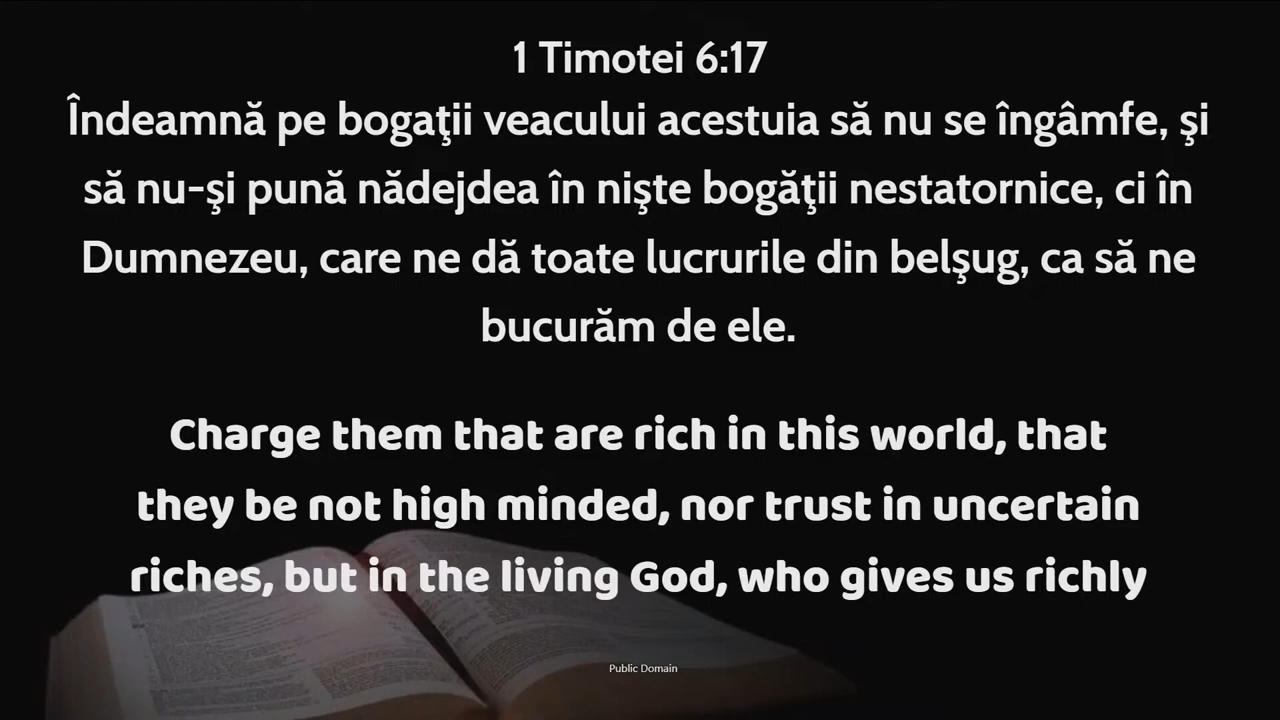 1 Timotei 6:17
Îndeamnă pe bogaţii veacului acestuia să nu se îngâmfe, şi
să nu-şi pună nădejdea în nişte bogăţii nestatornice, ci în
Dumnezeu, care ne dă toate lucrurile din belşug, ca să ne
bucurăm de ele.
Charge them that are rich in this world, that
they be not high minded, nor trust in uncertain
riches, but in the living God, who gives us richly
Public Domain